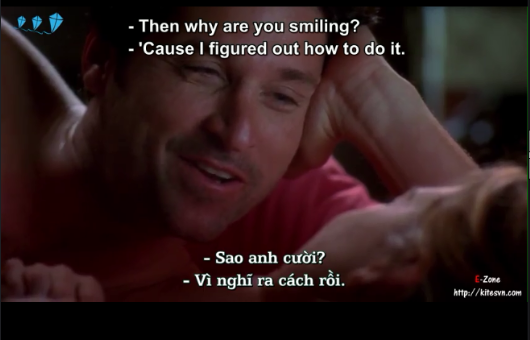 - Then why are you smiling?
- 'Cause I figured out how to do it.
- Sao anh cười?
- Vì nghĩ ra cách rồi.
E-Zone
http://kitesvn.com